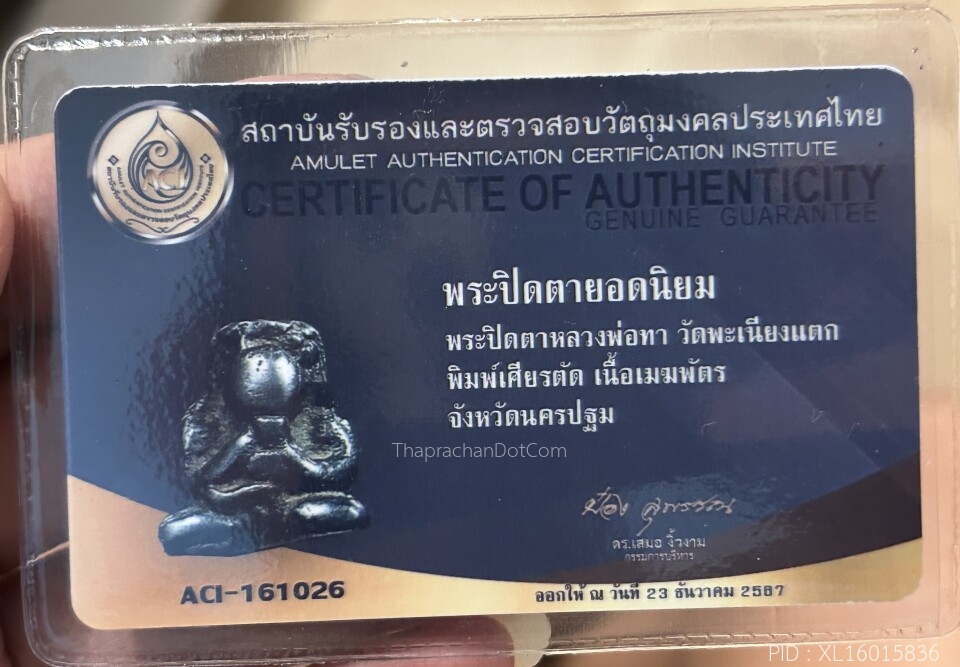 สถาบันรับรองและตรวจสอบวัตถุมงคลประเทศไทย
AMULET AUTHENTICATION CERTIFICATION INSTITUTE
CERTIFICATE OF AUTHENTICITY
GENUINE GUARANTEE
พระปิดตายอดนิยม
พระปิดตาหลวงพ่อทา วัดพะเนียงแตก
พิมพ์เศียรตัด เนื้อเมฆพัตร
จังหวัดนครปฐม
ThaprachanDotCom
ดร.เสมอ งิ้วงาม
กรรมการบริหาร
ACI-161026
ออกให้ ณ วันที่ 23 ธันวาคม 2567
PID : XL16015836